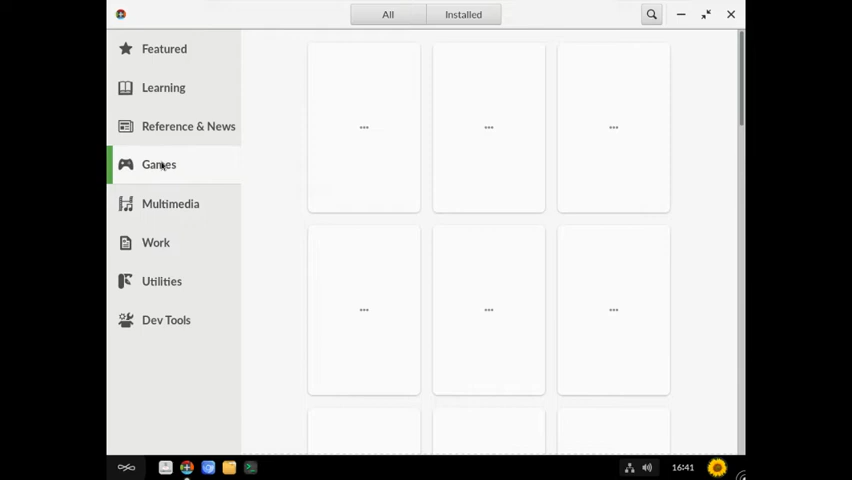 All
Installed
Featured
Learning
Reference & News
Games
Multimedia
Work
Utilities
Dev Tools
16:41